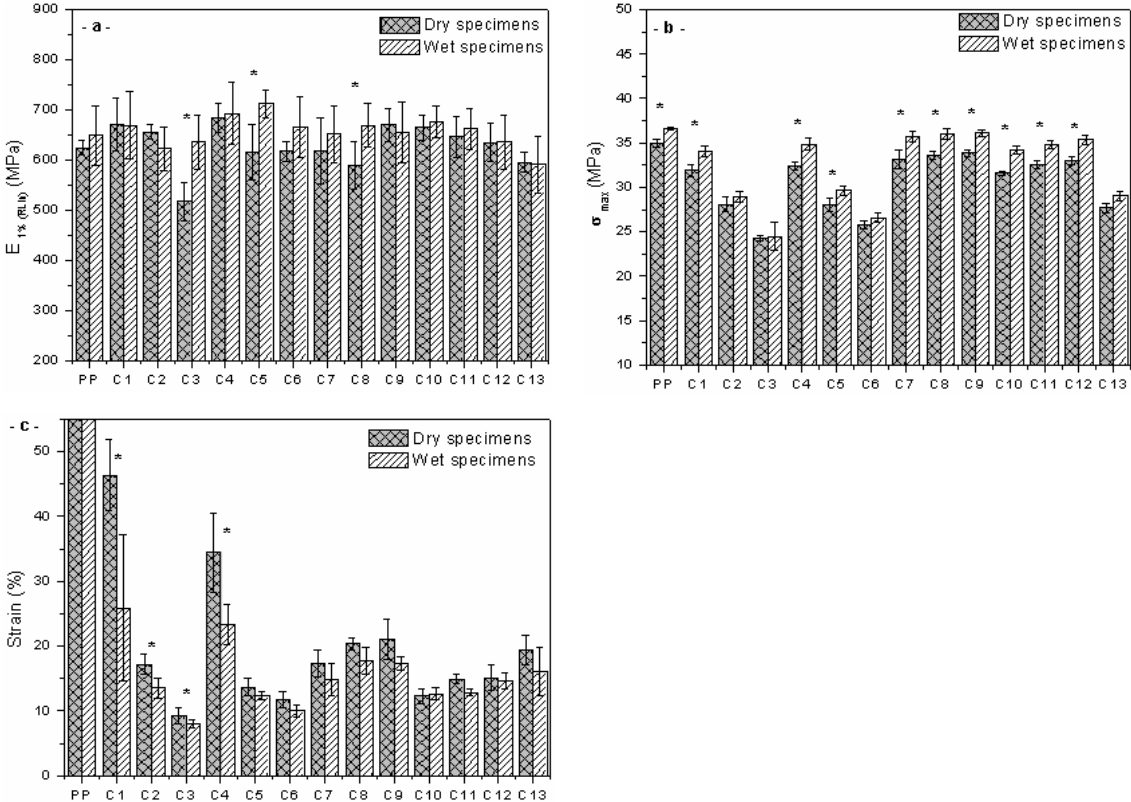 - a -
Dry specimens
Wet specimens
900
800
700
600
500
400
300
200
E 1% (MPa)
PP C1 C2 C3 C4 C5 C6 C7 C8 C9 C10 C11 C12 C13
* * *
- b -
Dry specimens
Wet specimens
50
45
40
35
30
25
20
15
10
σ max (MPa)
PP C1 C2 C3 C4 C5 C6 C7 C8 C9 C10 C11 C12 C13
* * * * * * * * * *
- c -
Dry specimens
Wet specimens
50
40
30
20
10
0
Strain (%)
PP C1 C2 C3 C4 C5 C6 C7 C8 C9 C10 C11 C12 C13
* * * *